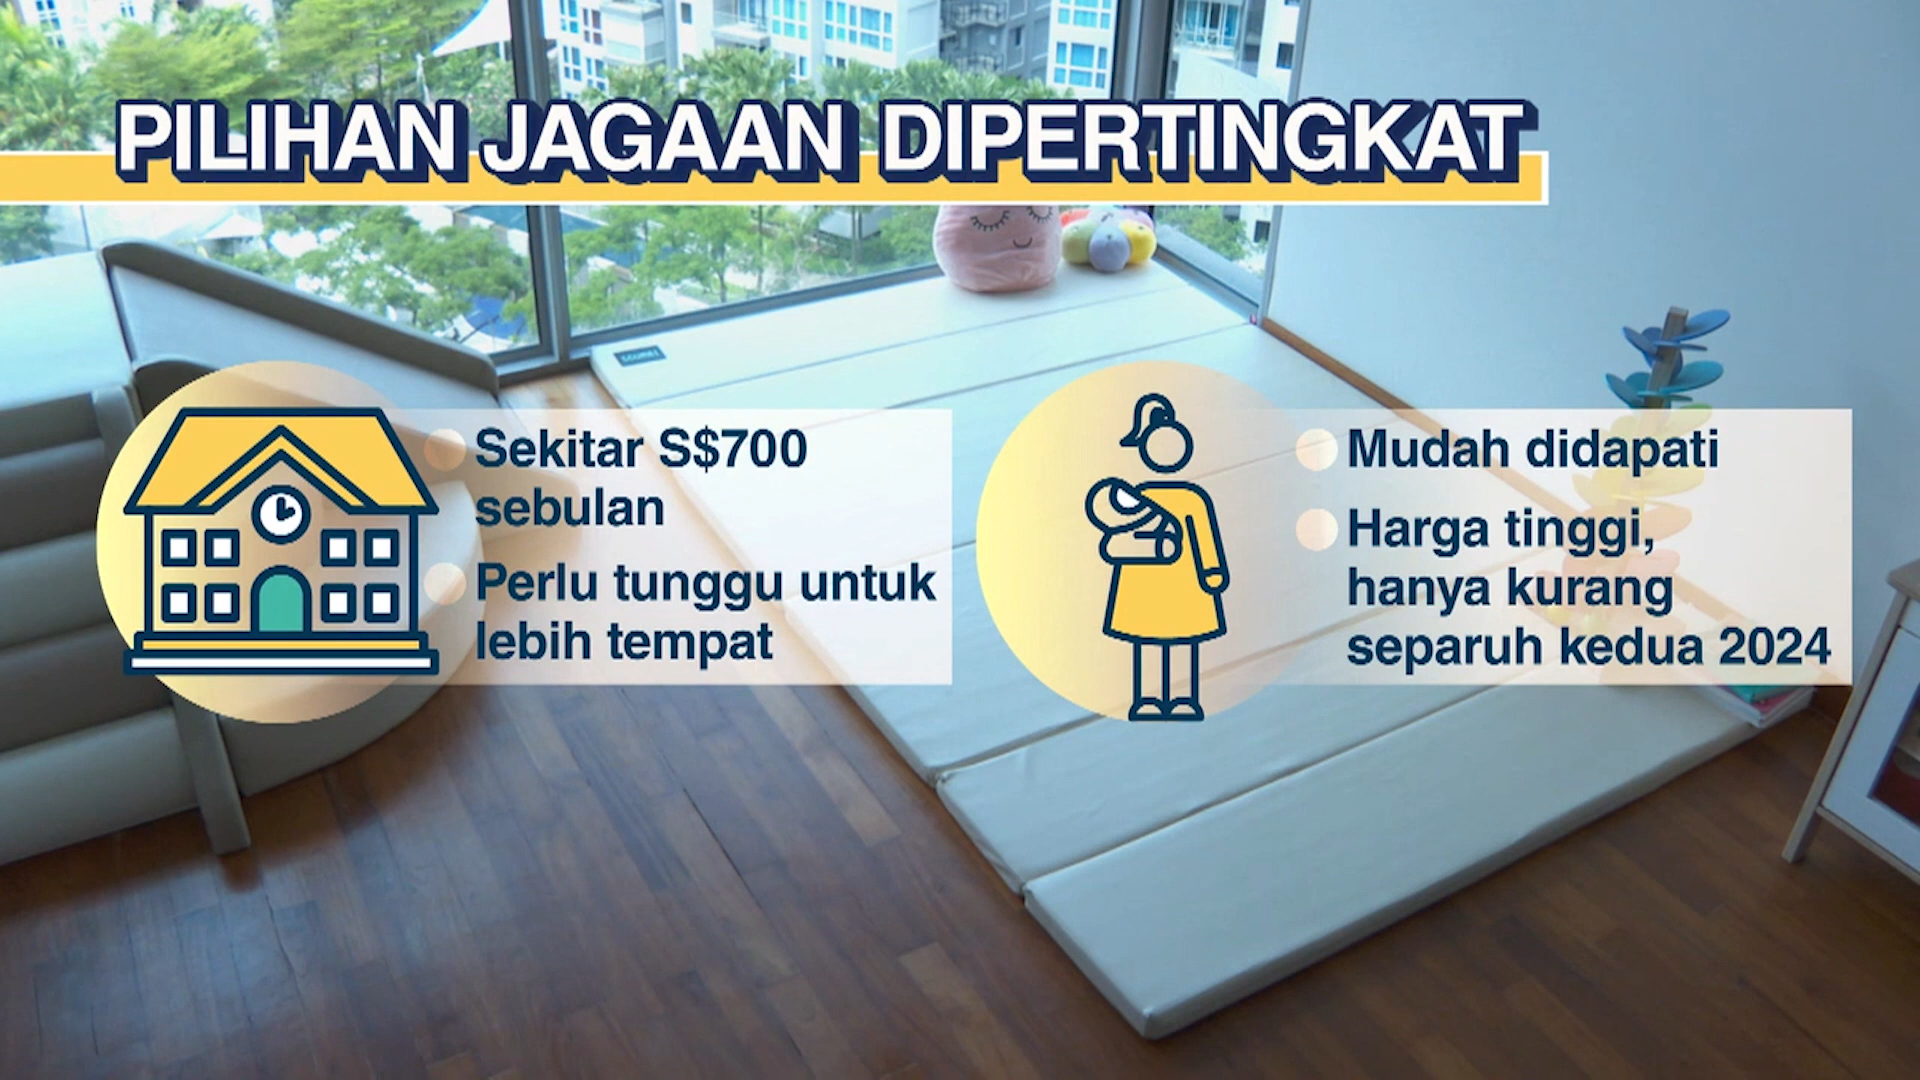 PILIHAN JAGAAN DIPERTINGKAT
Sekitar S$700
sebulan
Perlu tunggu untuk
lebih tempat
Mudah didapati
Harga tinggi,
hanya kurang
separuh kedua 2024